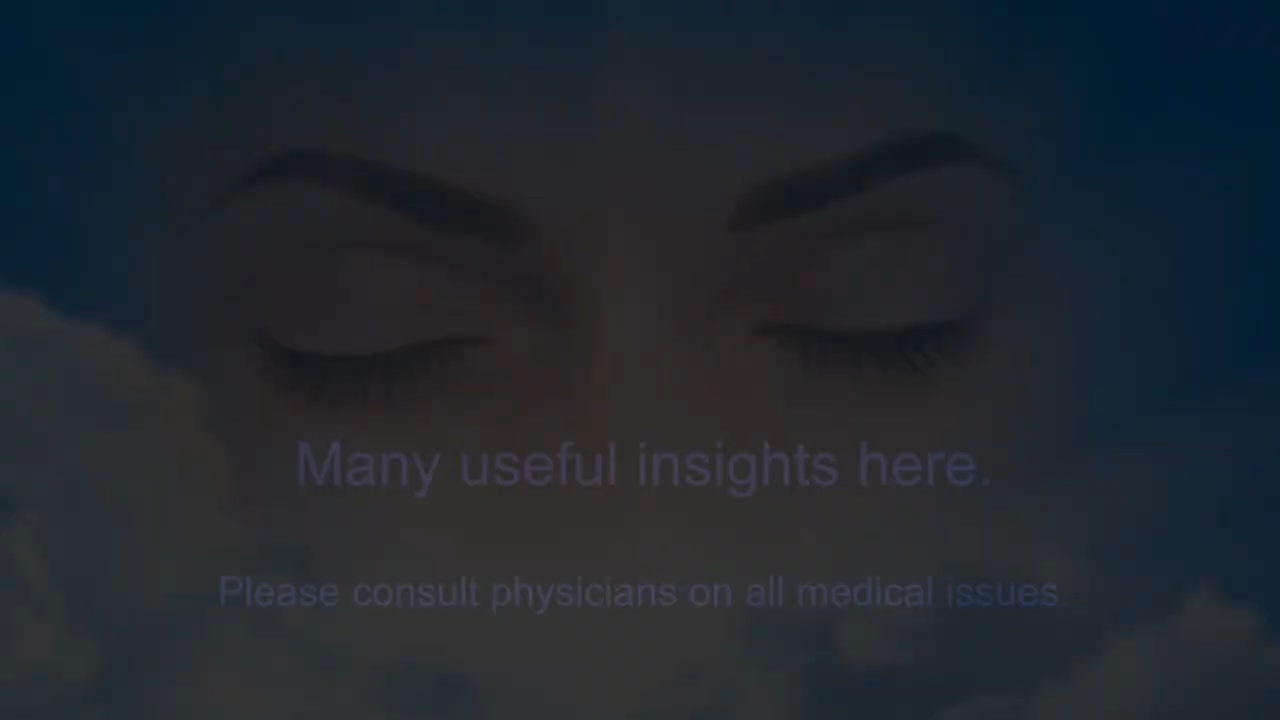 Many useful insights here.
Please consult physicians on all medical issues.